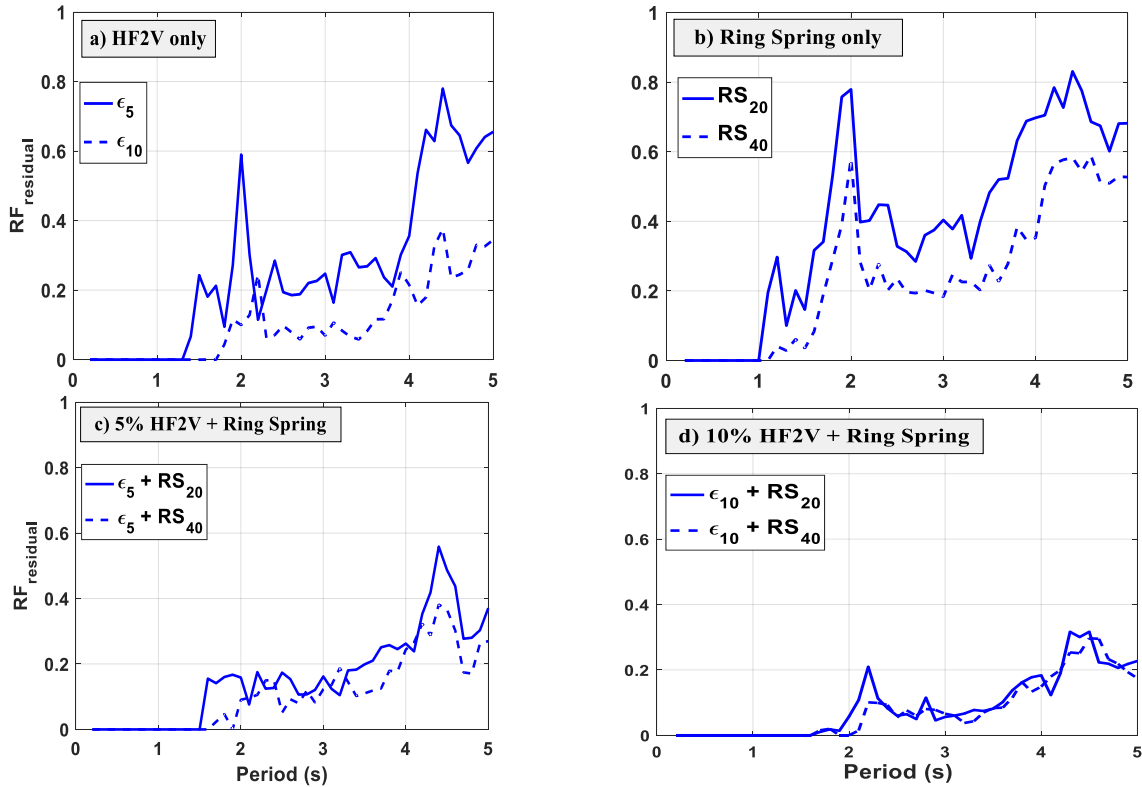 a) HF2V only
ϵ5
ϵ10
RFresidual
1
0.8
0.6
0.4
0.2
0
0 1 2 3 4 5
b) Ring Spring only
RS20
RS40
1
0.8
0.6
0.4
0.2
0
0 1 2 3 4 5
c) 5% HF2V + Ring Spring
ϵ5 + RS20
ϵ5 + RS40
RFresidual
1
0.8
0.6
0.4
0.2
0
0 1 2 3 4 5
Period (s)
d) 10% HF2V + Ring Spring
ϵ10 + RS20
ϵ10 + RS40
1
0.8
0.6
0.4
0.2
0
0 1 2 3 4 5
Period (s)